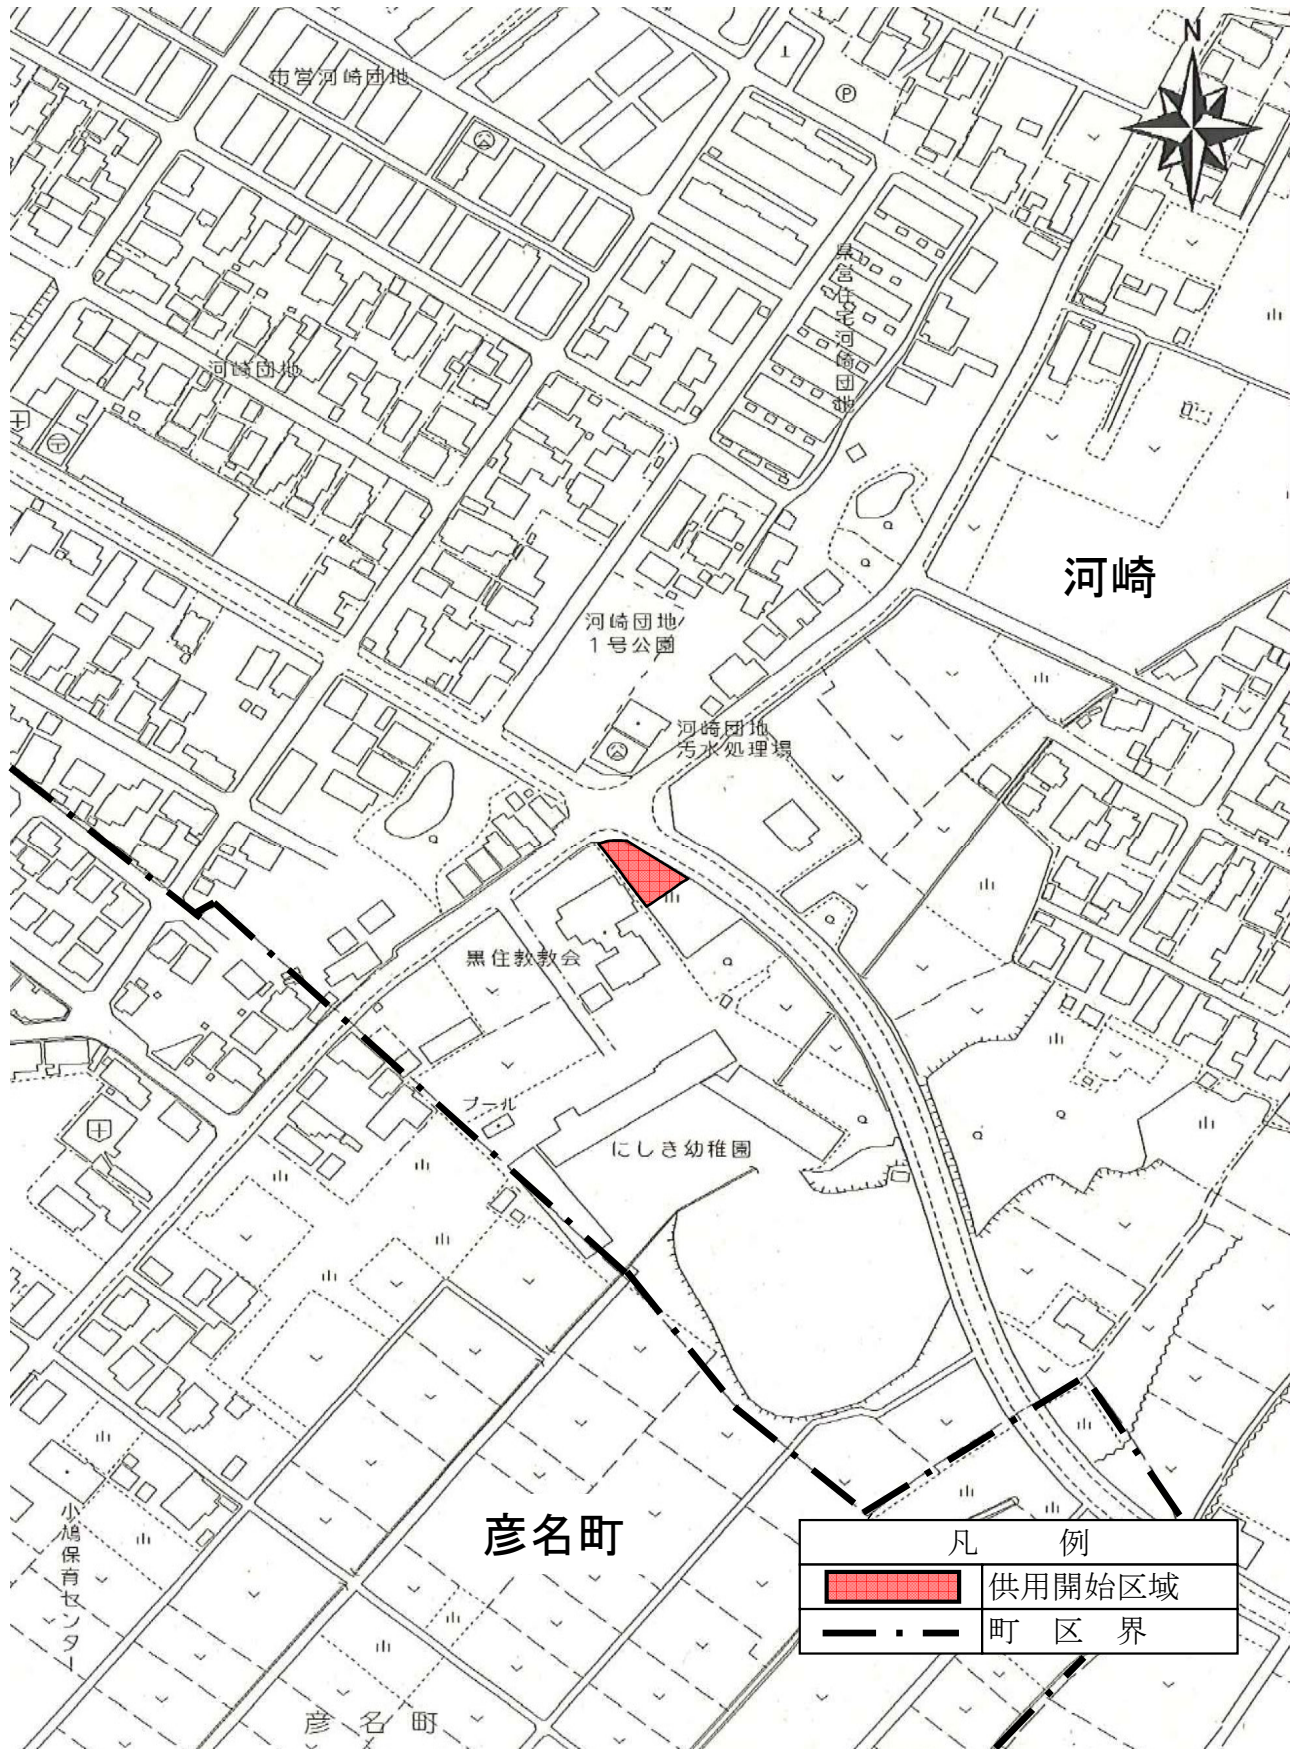 N
市営河崎団地
P
県営住宅河崎団地
河崎団地
河崎
河崎団地
1号公園
河崎団地
汚水処理場
黒住教教会
プール
にしき幼稚園
小鳩保育センター
彦名町
彦名町
凡 例
供用開始区域
町 区 界